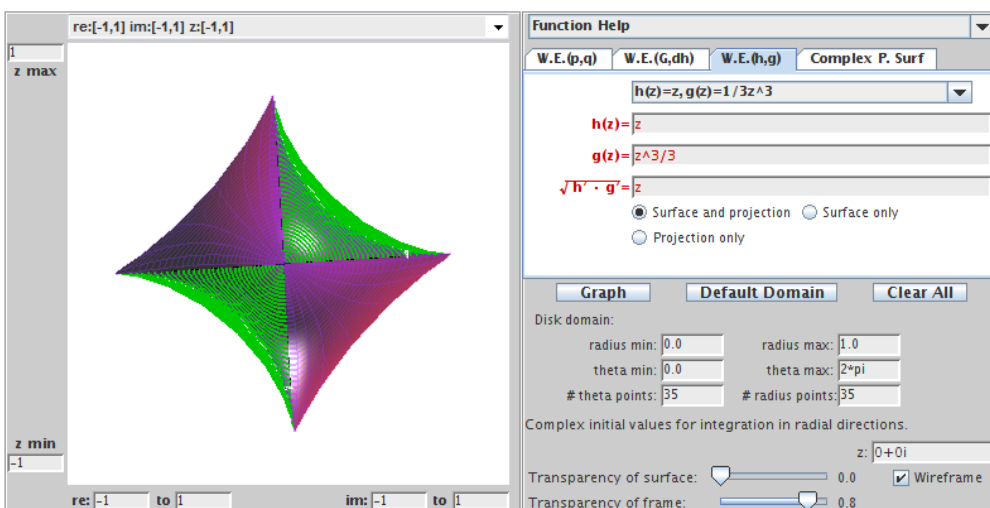 re:[-1,1] im:[-1,1] z:[-1,1]
1
z max
z min
-1
re: -1 to 1 im: -1 to 1
Function Help
W.E.(p,q) W.E.(G,dh) W.E.(h,g) Complex P. Surf
h(z)=z, g(z)=1/3z^3
h(z)= z
g(z)= z^3/3
√h′ · g′= z
Surface and projection Surface only
Projection only
Graph Default Domain Clear All
Disk domain:
radius min: 0.0 radius max: 1.0
theta min: 0.0 theta max: 2*pi
# theta points: 35 # radius points: 35
Complex initial values for integration in radial directions.
z: 0+0i
Transparency of surface: 0.0 Wireframe
Transparency of frame: 0.8